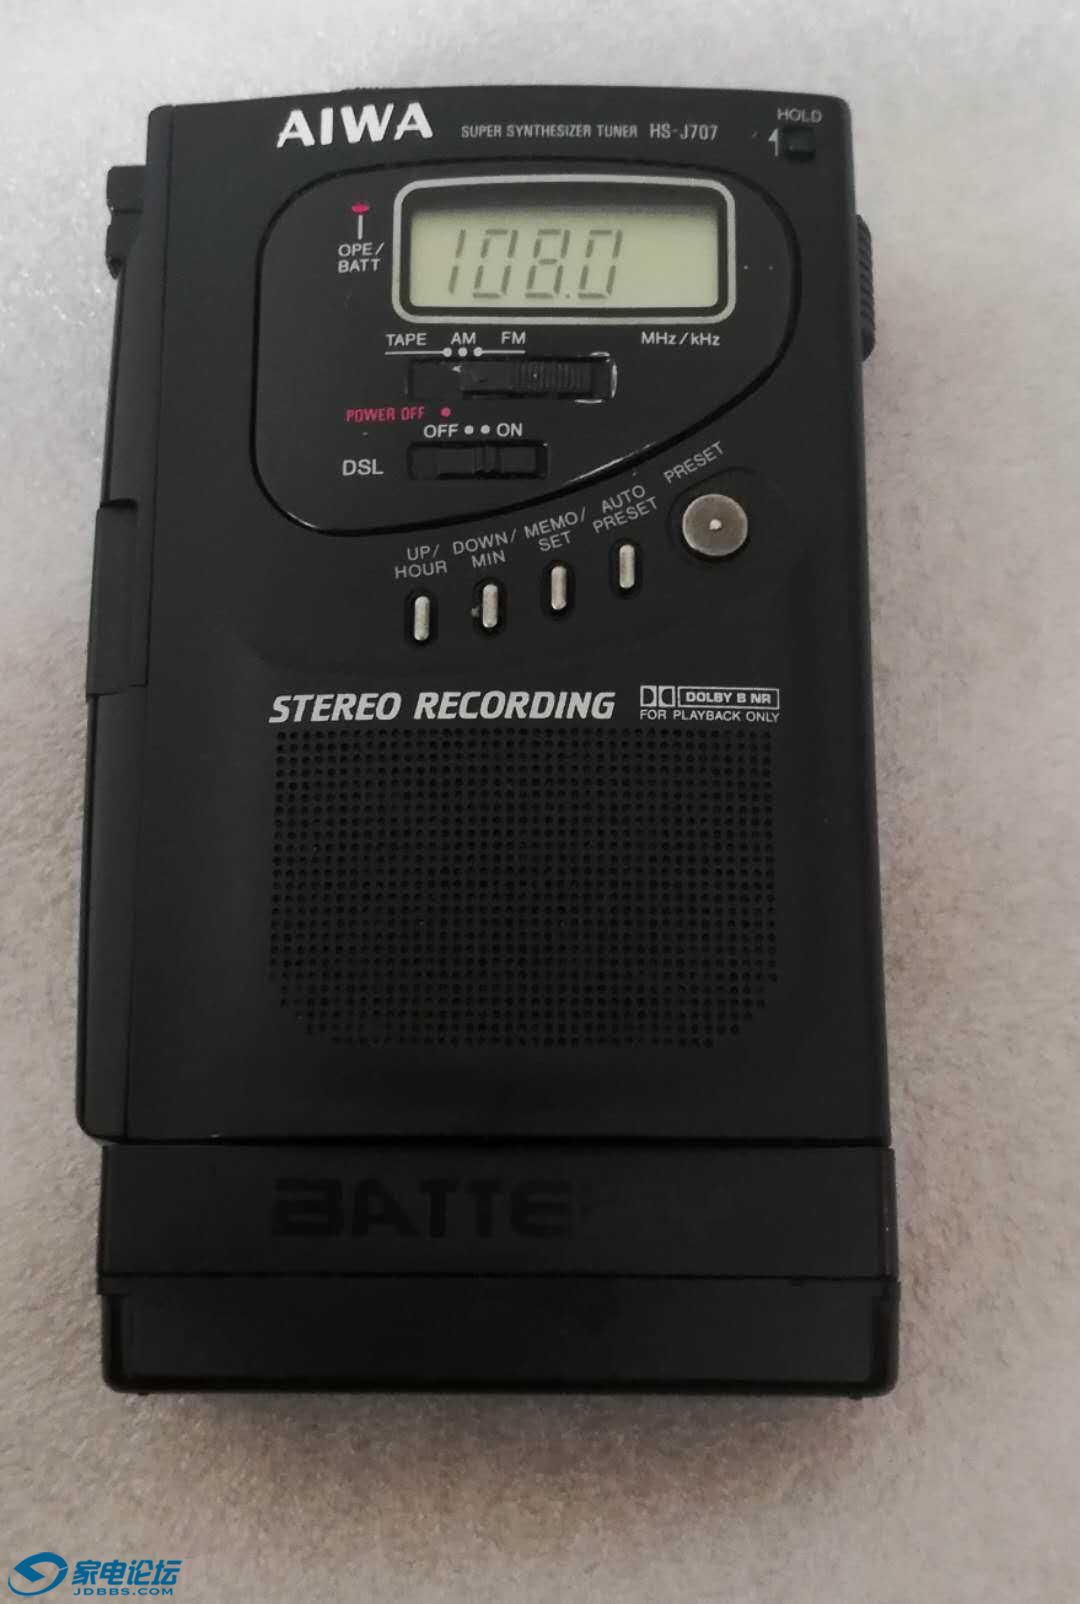 AIWA SUPER SYNTHESIZER TUNER HS-J707
HOLD
OPE/
BATT
108.0
TAPE AM FM
MHz/kHz
POWER OFF
OFF ON
DSL
UP/
HOUR
DOWN/
MIN
MEMO/
SET
AUTO
PRESET
PRESET
STEREO RECORDING
DOLBY B NR
FOR PLAYBACK ONLY
BATTE
家电论坛
JDBBS.COM